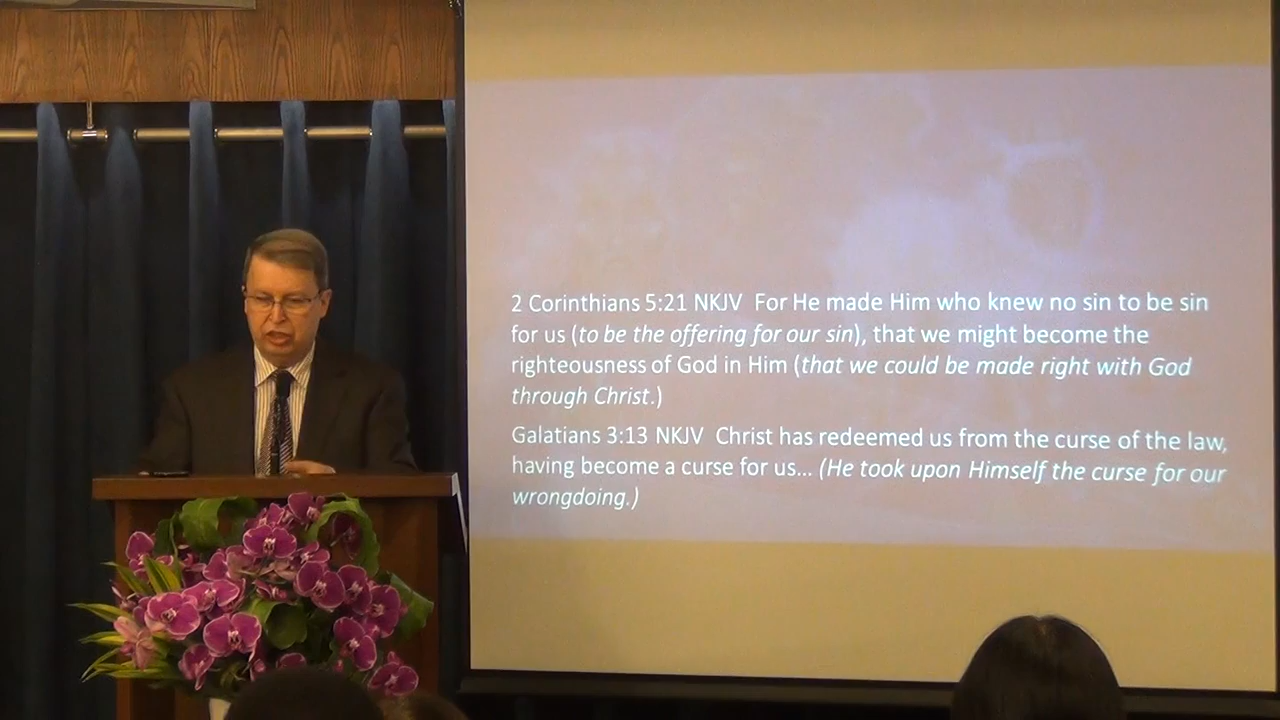 2 Corinthians 5:21 NKJV  For He made Him who knew no sin to be sin
for us (to be the offering for our sin), that we might become the
righteousness of God in Him (that we could be made right with God
through Christ.)
Galatians 3:13 NKJV  Christ has redeemed us from the curse of the law,
having become a curse for us... (He took upon Himself the curse for our
wrongdoing.)